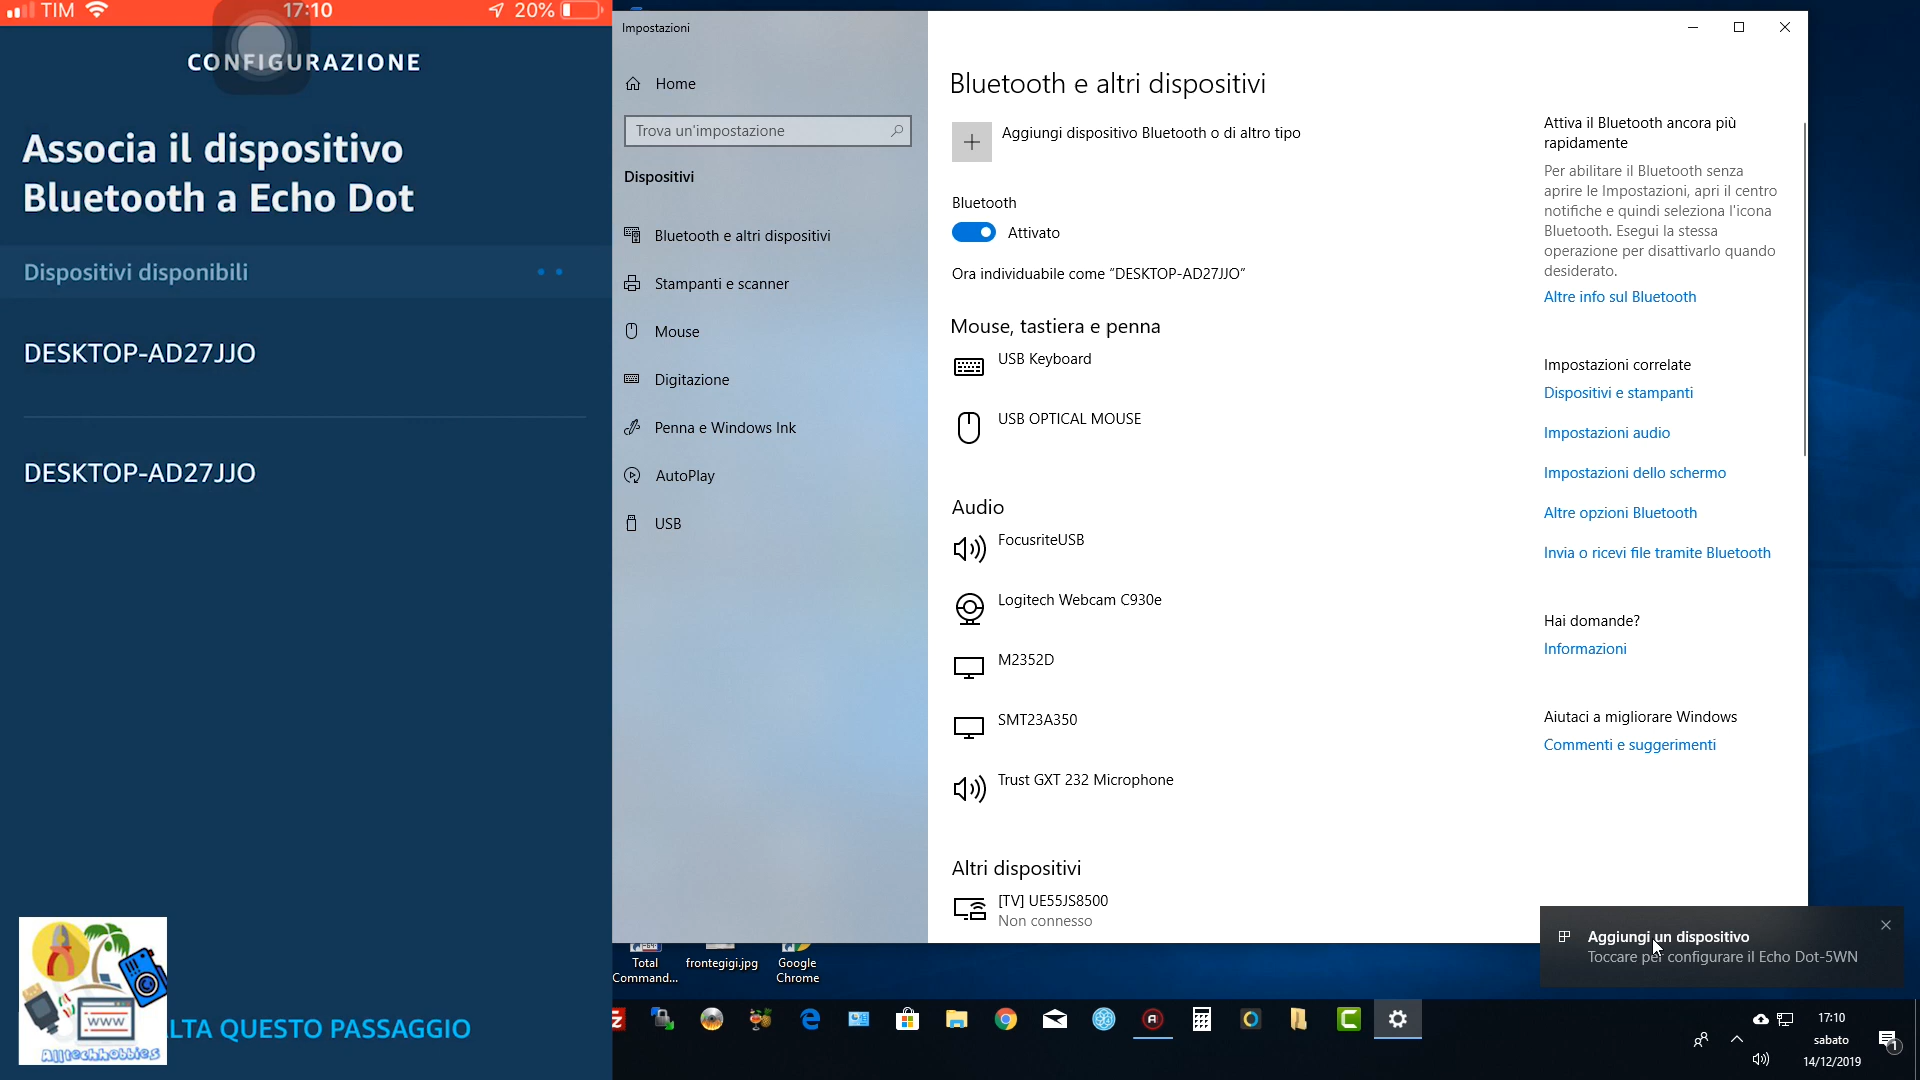 TIM
17:10
20%
CONFIGURAZIONE
Associa il dispositivo
Bluetooth a Echo Dot
Dispositivi disponibili
DESKTOP-AD27JJO
DESKTOP-AD27JJO
LTA QUESTO PASSAGGIO
WWW
Alltechhobbies
Impostazioni
Home
Trova un'impostazione
Dispositivi
Bluetooth e altri dispositivi
Stampanti e scanner
Mouse
Digitazione
Penna e Windows Ink
AutoPlay
USB
Bluetooth e altri dispositivi
Aggiungi dispositivo Bluetooth o di altro tipo
Bluetooth
Attivato
Ora individuabile come “DESKTOP-AD27JJO”
Mouse, tastiera e penna
USB Keyboard
USB OPTICAL MOUSE
Audio
FocusriteUSB
Logitech Webcam C930e
M2352D
SMT23A350
Trust GXT 232 Microphone
Altri dispositivi
[TV] UE55JS8500
Non connesso
Attiva il Bluetooth ancora più
rapidamente
Per abilitare il Bluetooth senza
aprire le Impostazioni, apri il centro
notifiche e quindi seleziona l'icona
Bluetooth. Esegui la stessa
operazione per disattivarlo quando
desiderato.
Altre info sul Bluetooth
Impostazioni correlate
Dispositivi e stampanti
Impostazioni audio
Impostazioni dello schermo
Altre opzioni Bluetooth
Invia o ricevi file tramite Bluetooth
Hai domande?
Informazioni
Aiutaci a migliorare Windows
Commenti e suggerimenti
Aggiungi un dispositivo
Toccare per configurare il Echo Dot-5WN
Total
Command...
frontegigi.jpg
Google
Chrome
17:10
sabato
14/12/2019
1